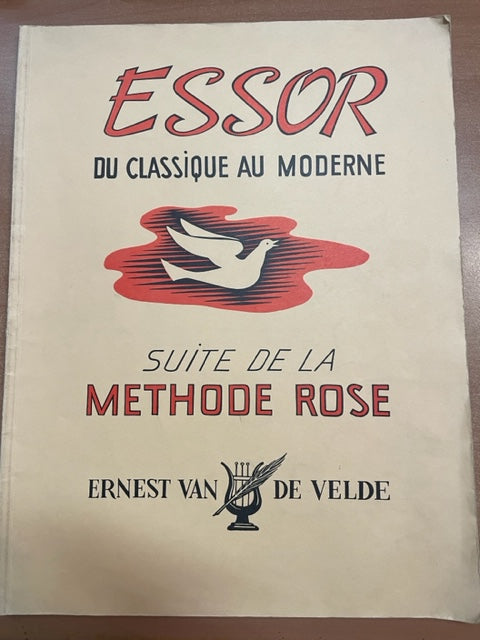 ESSOR
DU CLASSIQUE AU MODERNE
SUITE DE LA
METHODE ROSE
ERNEST VAN DE VELDE